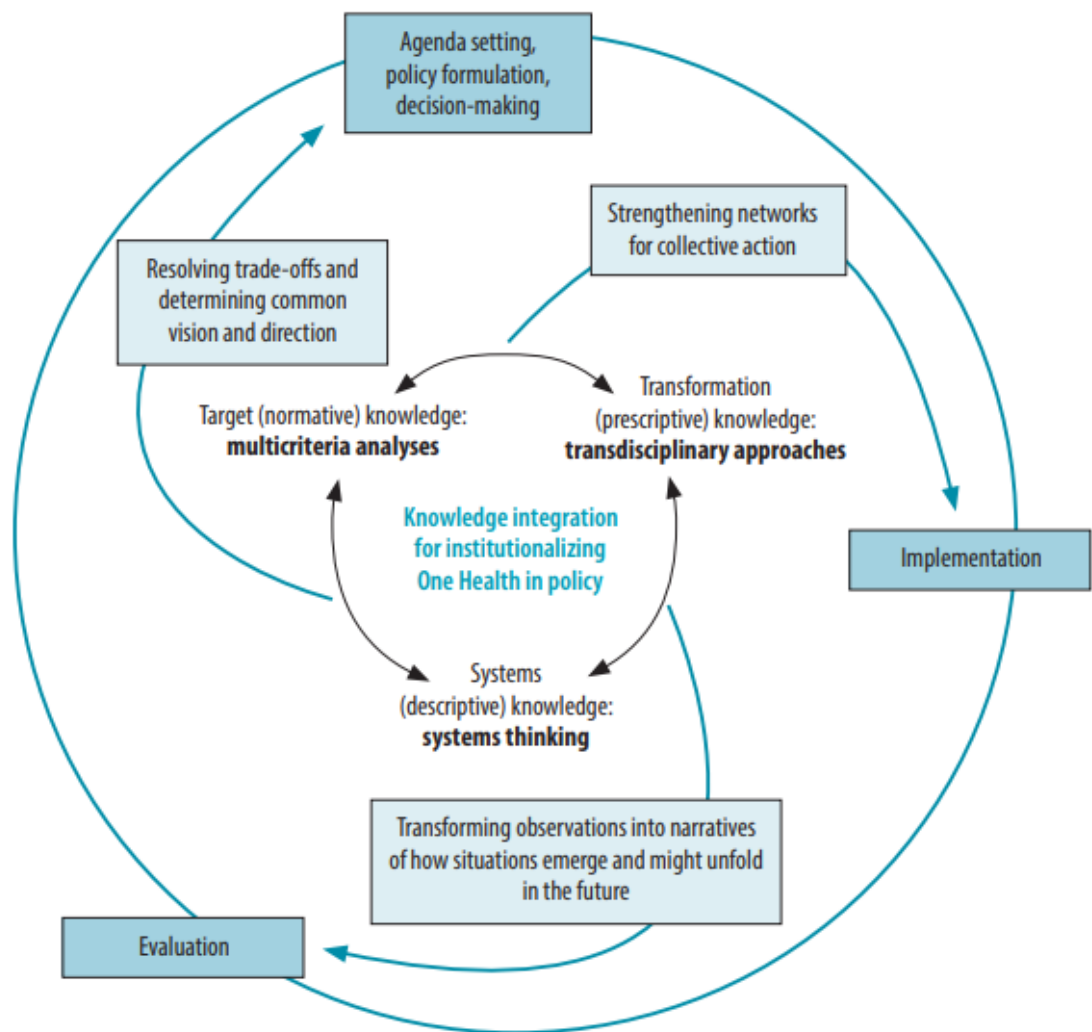 Agenda setting,
policy formulation,
decision-making
Strengthening networks
for collective action
Resolving trade-offs and
determining common
vision and direction
Target (normative) knowledge:
multicriteria analyses
Transformation
(prescriptive) knowledge:
transdisciplinary approaches
Knowledge integration
for institutionalizing
One Health in policy
Implementation
Systems
(descriptive) knowledge:
systems thinking
Transforming observations into narratives
of how situations emerge and might unfold
in the future
Evaluation